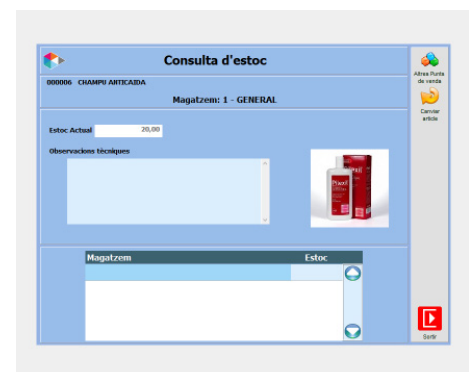 Consulta d'estoc
000006 CHAMPU ANTICAIDA
Magatzem: 1 - GENERAL
Estoc Actual 20,00
Observacions tècniques
Pilexil
Magatzem Estoc
Altres Punts
de venda
Canviar
article
Sortir